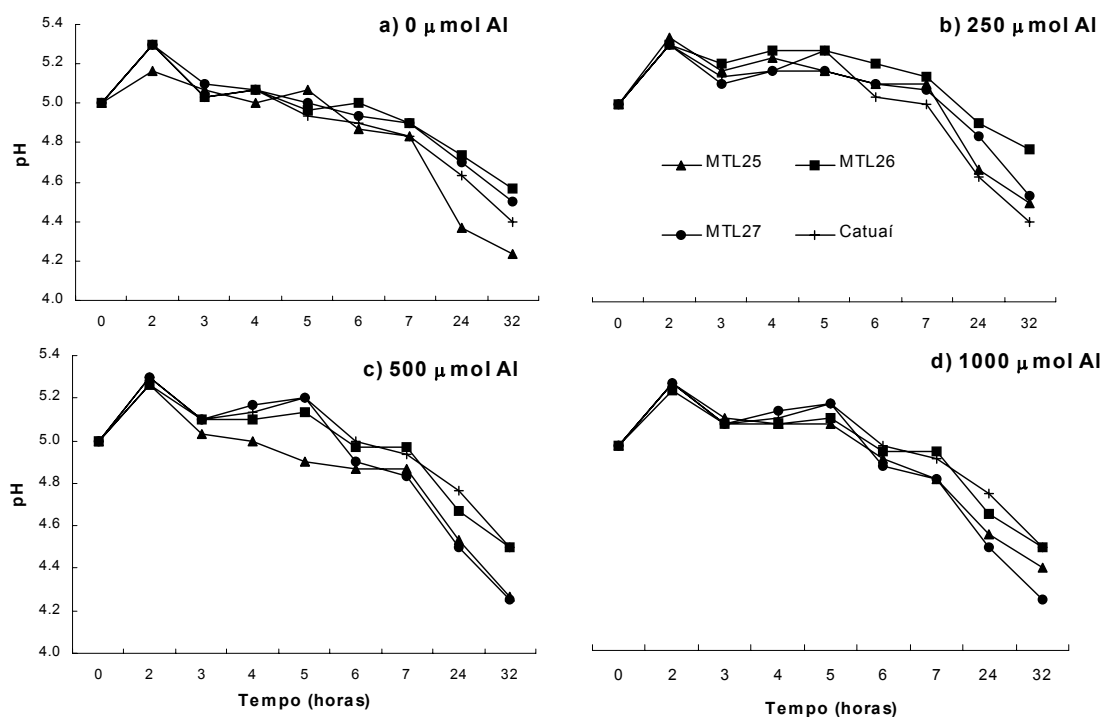 a) 0 µmol Al
5.4
5.2
5.0
4.8
4.6
4.4
4.2
4.0
pH
0 2 3 4 5 6 7 24 32
b) 250 µmol Al
MTL25
MTL26
MTL27
Catuaí
0 2 3 4 5 6 7 24 32
c) 500 µmol Al
5.4
5.2
5.0
4.8
4.6
4.4
4.2
4.0
pH
0 2 3 4 5 6 7 24 32
Tempo (horas)
d) 1000 µmol Al
0 2 3 4 5 6 7 24 32
Tempo (horas)